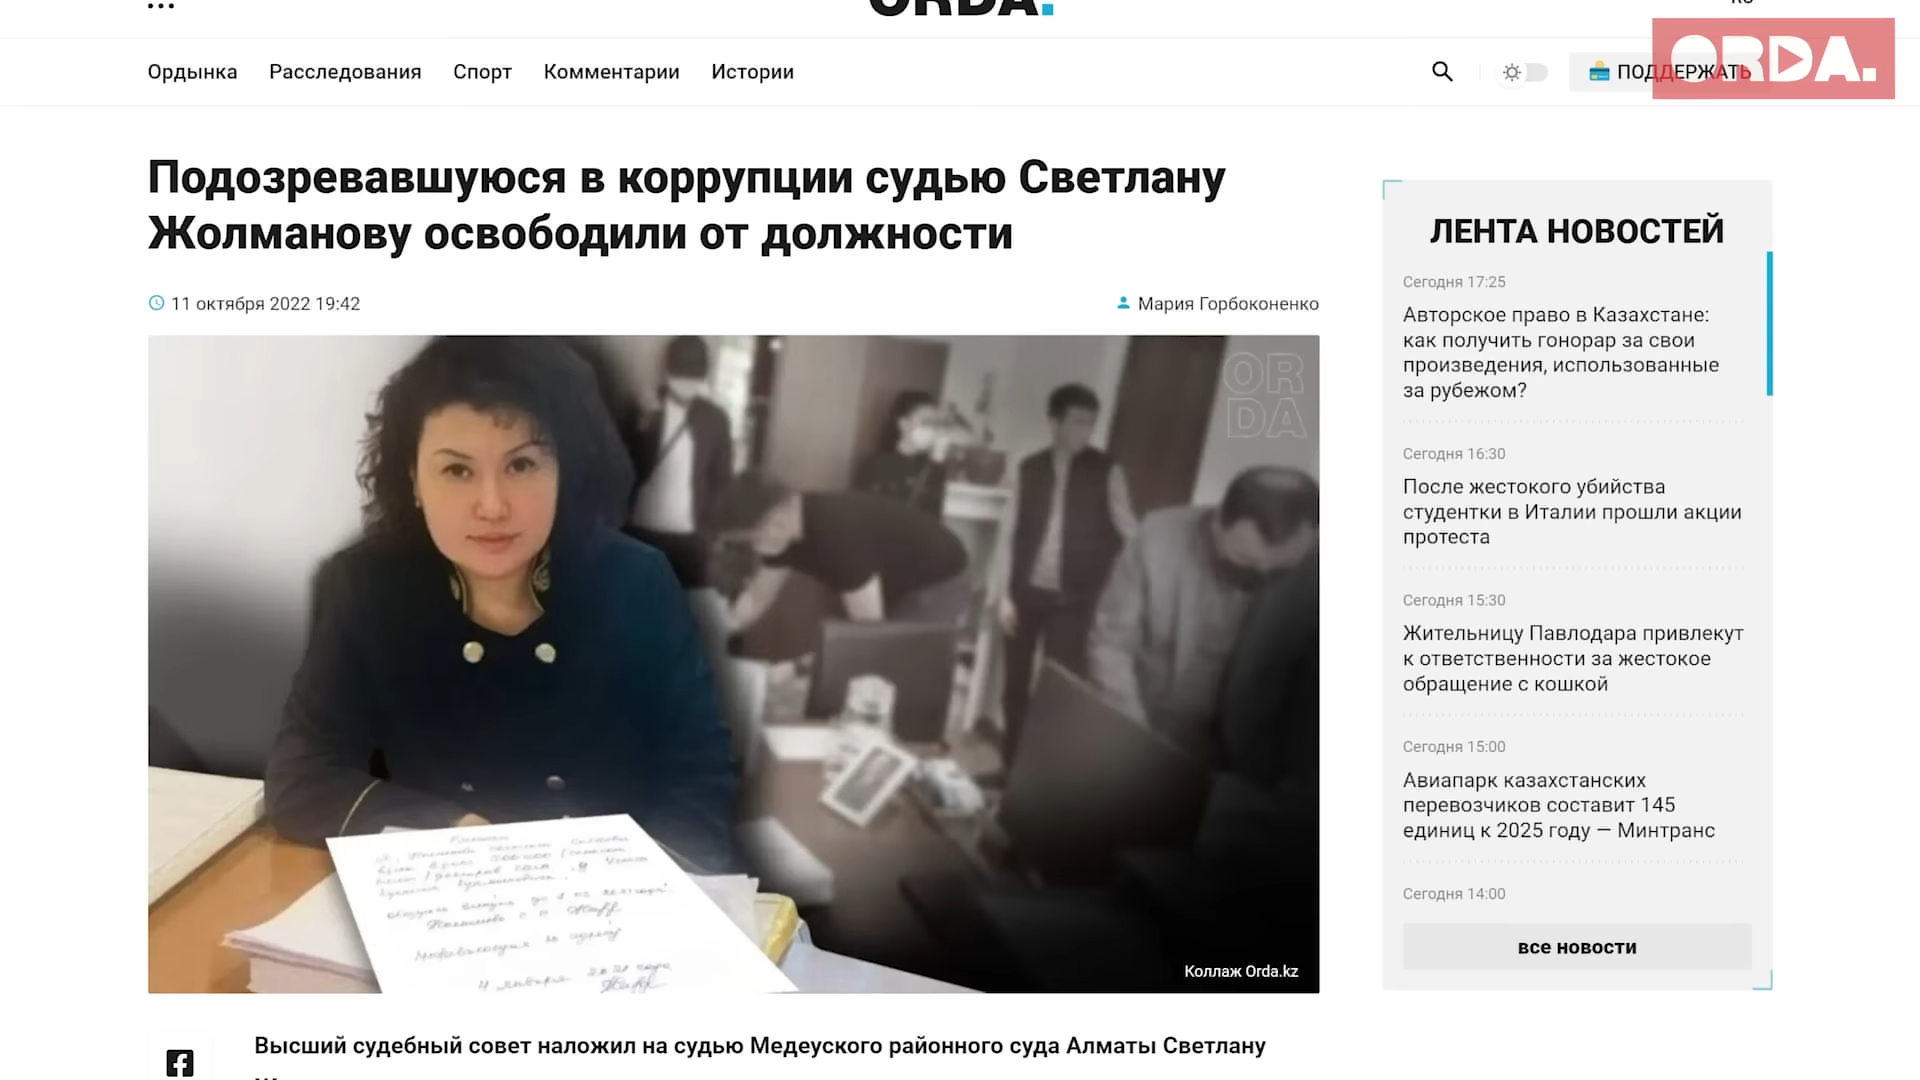 ORDA.
ORDA.
Ордынка
Расследования
Спорт
Комментарии
Истории
ПОДДЕРЖАТЬ
Подозревавшуюся в коррупции судью Светлану
Жолманову освободили от должности
11 октября 2022 19:42
Мария Горбоконенко
OR
DA
4 января 2021 года
Коллаж Orda.kz
Высший судебный совет наложил на судью Медеуского районного суда Алматы Светлану
ЛЕНТА НОВОСТЕЙ
Сегодня 17:25
Авторское право в Казахстане:
как получить гонорар за свои
произведения, использованные
за рубежом?
Сегодня 16:30
После жестокого убийства
студентки в Италии прошли акции
протеста
Сегодня 15:30
Жительницу Павлодара привлекут
к ответственности за жестокое
обращение с кошкой
Сегодня 15:00
Авиапарк казахстанских
перевозчиков составит 145
единиц к 2025 году — Минтранс
Сегодня 14:00
все новости